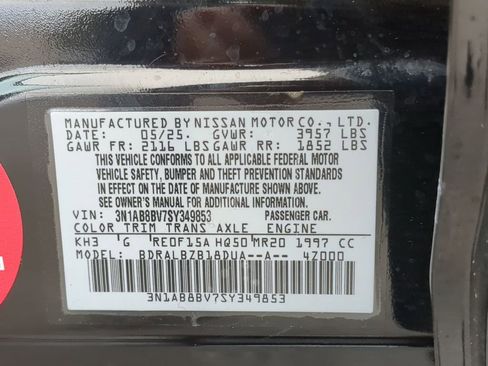 MANUFACTURED BY NISSAN MOTOR CO., LTD.
DATE: 05/25. GVWR: 3957 LBS
GAWR FR: 2116 LBS GAWR RR: 1852 LBS
THIS VEHICLE CONFORMS TO ALL APPLICABLE FEDERAL MOTOR
VEHICLE SAFETY, BUMPER, AND THEFT PREVENTION STANDARDS
IN EFFECT ON THE DATE OF MANUFACTURE SHOWN ABOVE.
SEE OWNER'S MANUAL FOR ADDITIONAL INFORMATION.
VIN: 3N1AB8BV7SY349853 PASSENGER CAR.
COLOR TRIM TRANS AXLE ENGINE
KH3 G RE0F15A HQ50 MR20 1997 CC
MODEL: BDRALBZB18DUA--A-- 4Z000
3N1AB8BV7SY349853